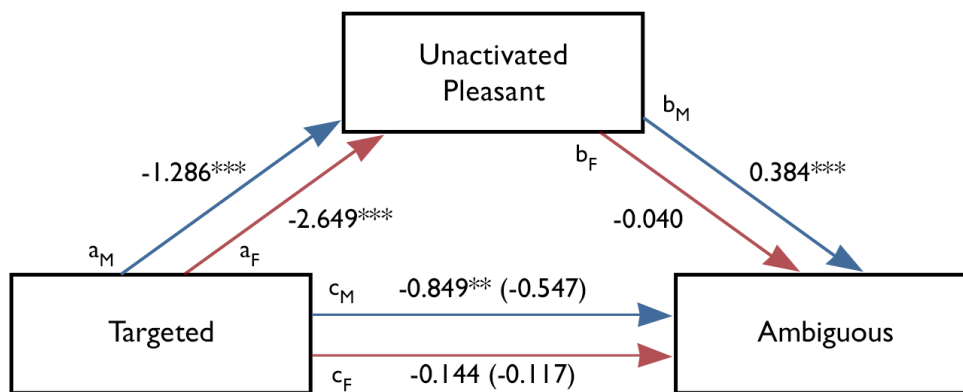 Unactivated
Pleasant
b_M
-1.286***
b_F
0.384***
-2.649***
-0.040
a_M
a_F
Targeted
c_M -0.849** (-0.547)
c_F -0.144 (-0.117)
Ambiguous